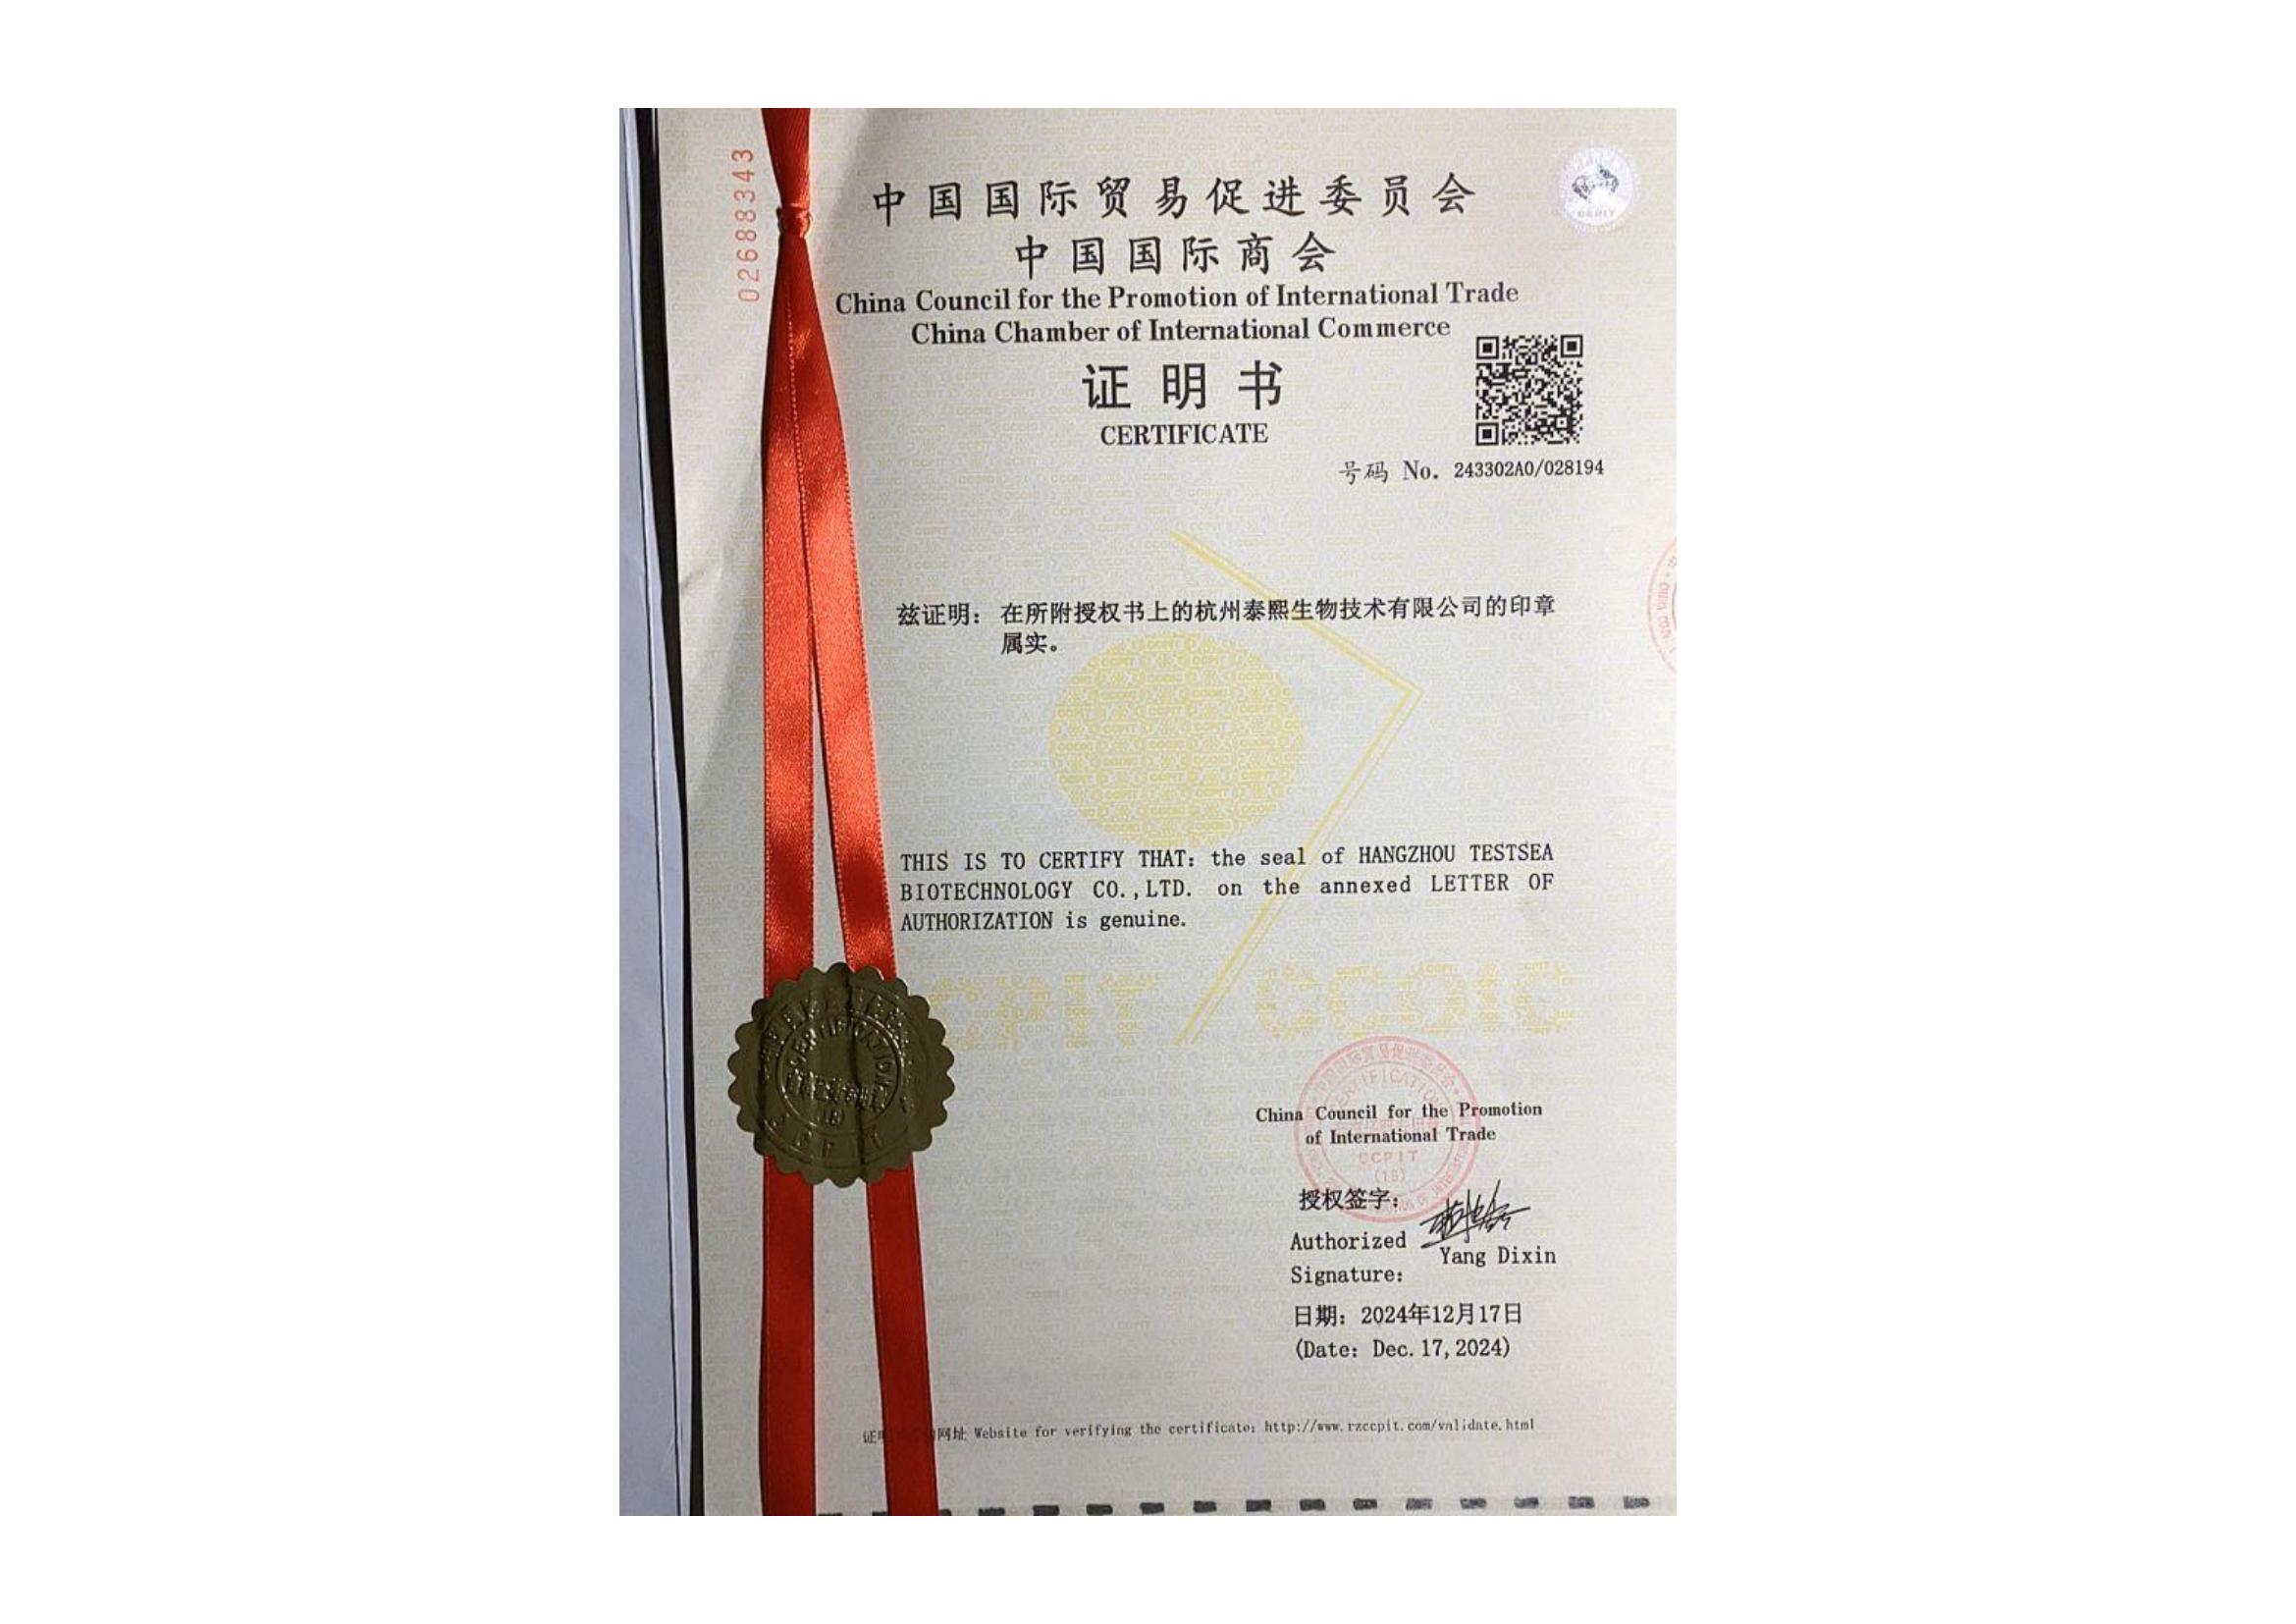 02688343
中国国际贸易促进委员会
中国国际商会
China Council for the Promotion of International Trade
China Chamber of International Commerce
证明书
CERTIFICATE
号码 No. 243302A0/028194
兹证明: 在所附授权书上的杭州泰熙生物技术有限公司的印章
属实。
THIS IS TO CERTIFY THAT: the seal of HANGZHOU TESTSEA
BIOTECHNOLOGY CO.,LTD. on the annexed LETTER OF
AUTHORIZATION is genuine.
CCOIC
CERTIFICATION
China Council for the Promotion
of International Trade
CCPIT
(16)
授权签字:
Authorized
Yang Dixin
Signature:
日期: 2024年12月17日
(Date: Dec. 17, 2024)
网址 Website for verifying the certificate: http://www.rzccpit.com/validate.html